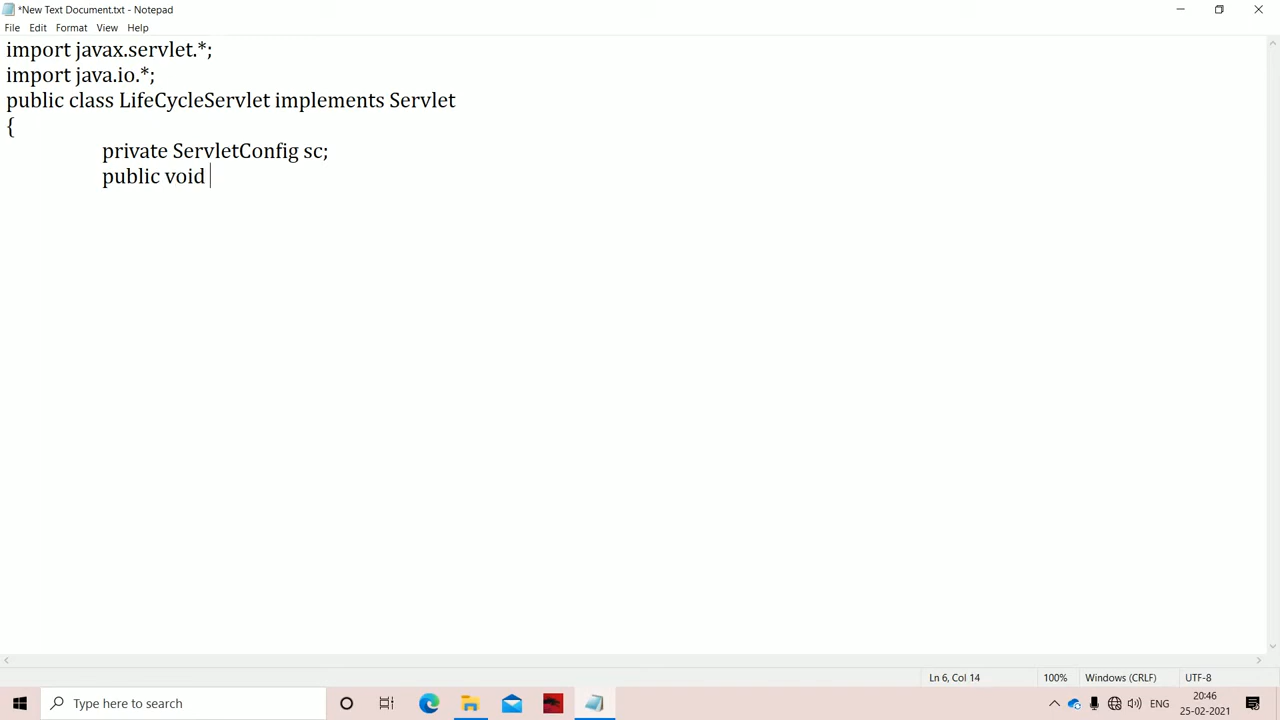 *New Text Document.txt - Notepad
File Edit Format View Help
import javax.servlet.*;
import java.io.*;
public class LifeCycleServlet implements Servlet
{
private ServletConfig sc;
public void
Ln 6, Col 14 100% Windows (CRLF) UTF-8
Type here to search
ENG
20:46
25-02-2021